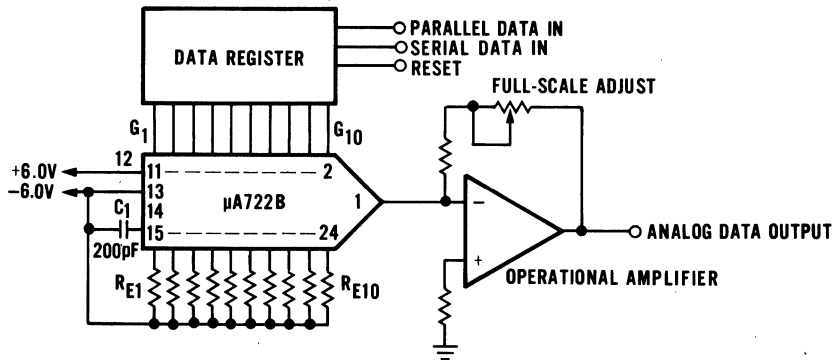 DATA REGISTER
PARALLEL DATA IN
SERIAL DATA IN
RESET
FULL-SCALE ADJUST
G1
G10
+6.0V
12
11
2
-6.0V
13
µA722B
1
14
C1
15
24
200pF
RE1
RE10
−
+
ANALOG DATA OUTPUT
OPERATIONAL AMPLIFIER